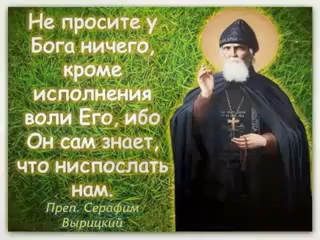 Не просите у
Бога ничего,
кроме
исполнения
воли Его, ибо
Он сам знает,
что ниспослать
нам.
Преп. Серафим
Вырицкий